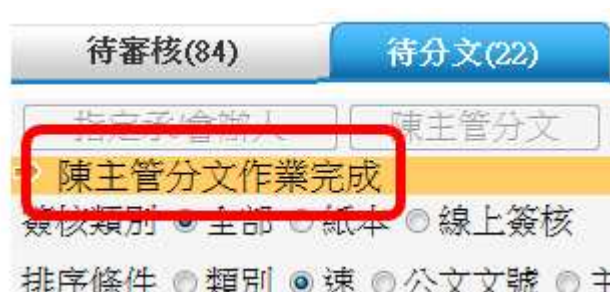 待審核(84) 待分文(22)
指定承/會辦人 陳主管分文
陳主管分文作業完成
簽核類別 全部 紙本 線上簽核
排序條件 類別 速 公文文號 主